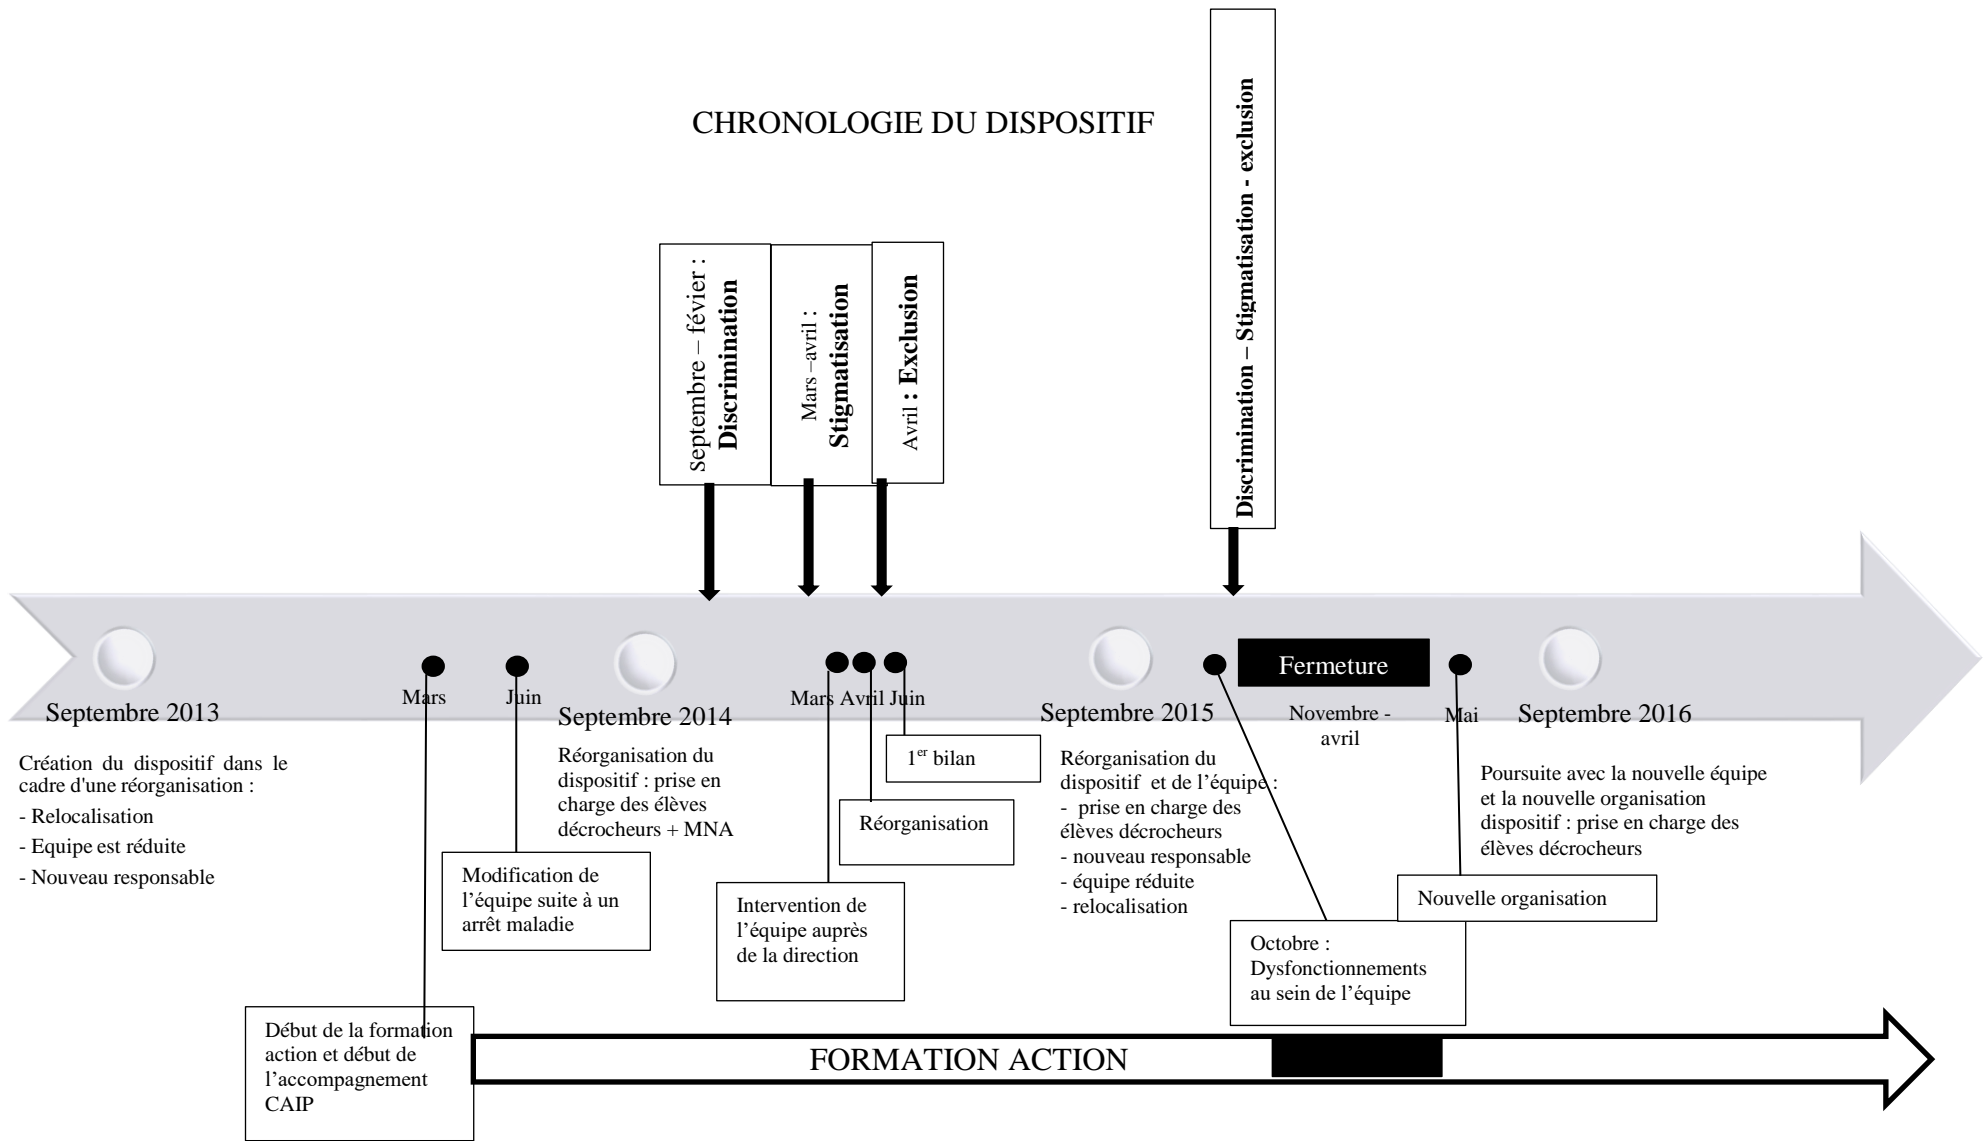 CHRONOLOGIE DU DISPOSITIF
septembre – févier :
Discrimination
Mars –avril :
Stigmatisation
Avril : Exclusion
Discrimination – Stigmatisation - exclusion
Fermeture
Mars
Juin
Mars Avril Juin
Novembre -
avril
Mai
Septembre 2013
Septembre 2014
Septembre 2015
Septembre 2016
Création du dispositif dans le
cadre d'une réorganisation :
- Relocalisation
- Equipe est réduite
- Nouveau responsable
Réorganisation du
dispositif : prise en
charge des élèves
décrocheurs + MNA
1er bilan
Réorganisation
Réorganisation du
dispositif et de l’équipe :
- prise en charge des
élèves décrocheurs
- nouveau responsable
- équipe réduite
- relocalisation
Poursuite avec la nouvelle équipe
et la nouvelle organisation
dispositif : prise en charge des
élèves décrocheurs
Modification de
l’équipe suite à un
arrêt maladie
Intervention de
l’équipe auprès
de la direction
Nouvelle organisation
Octobre :
Dysfonctionnements
au sein de l’équipe
Début de la formation
action et début de
l’accompagnement
CAIP
FORMATION ACTION